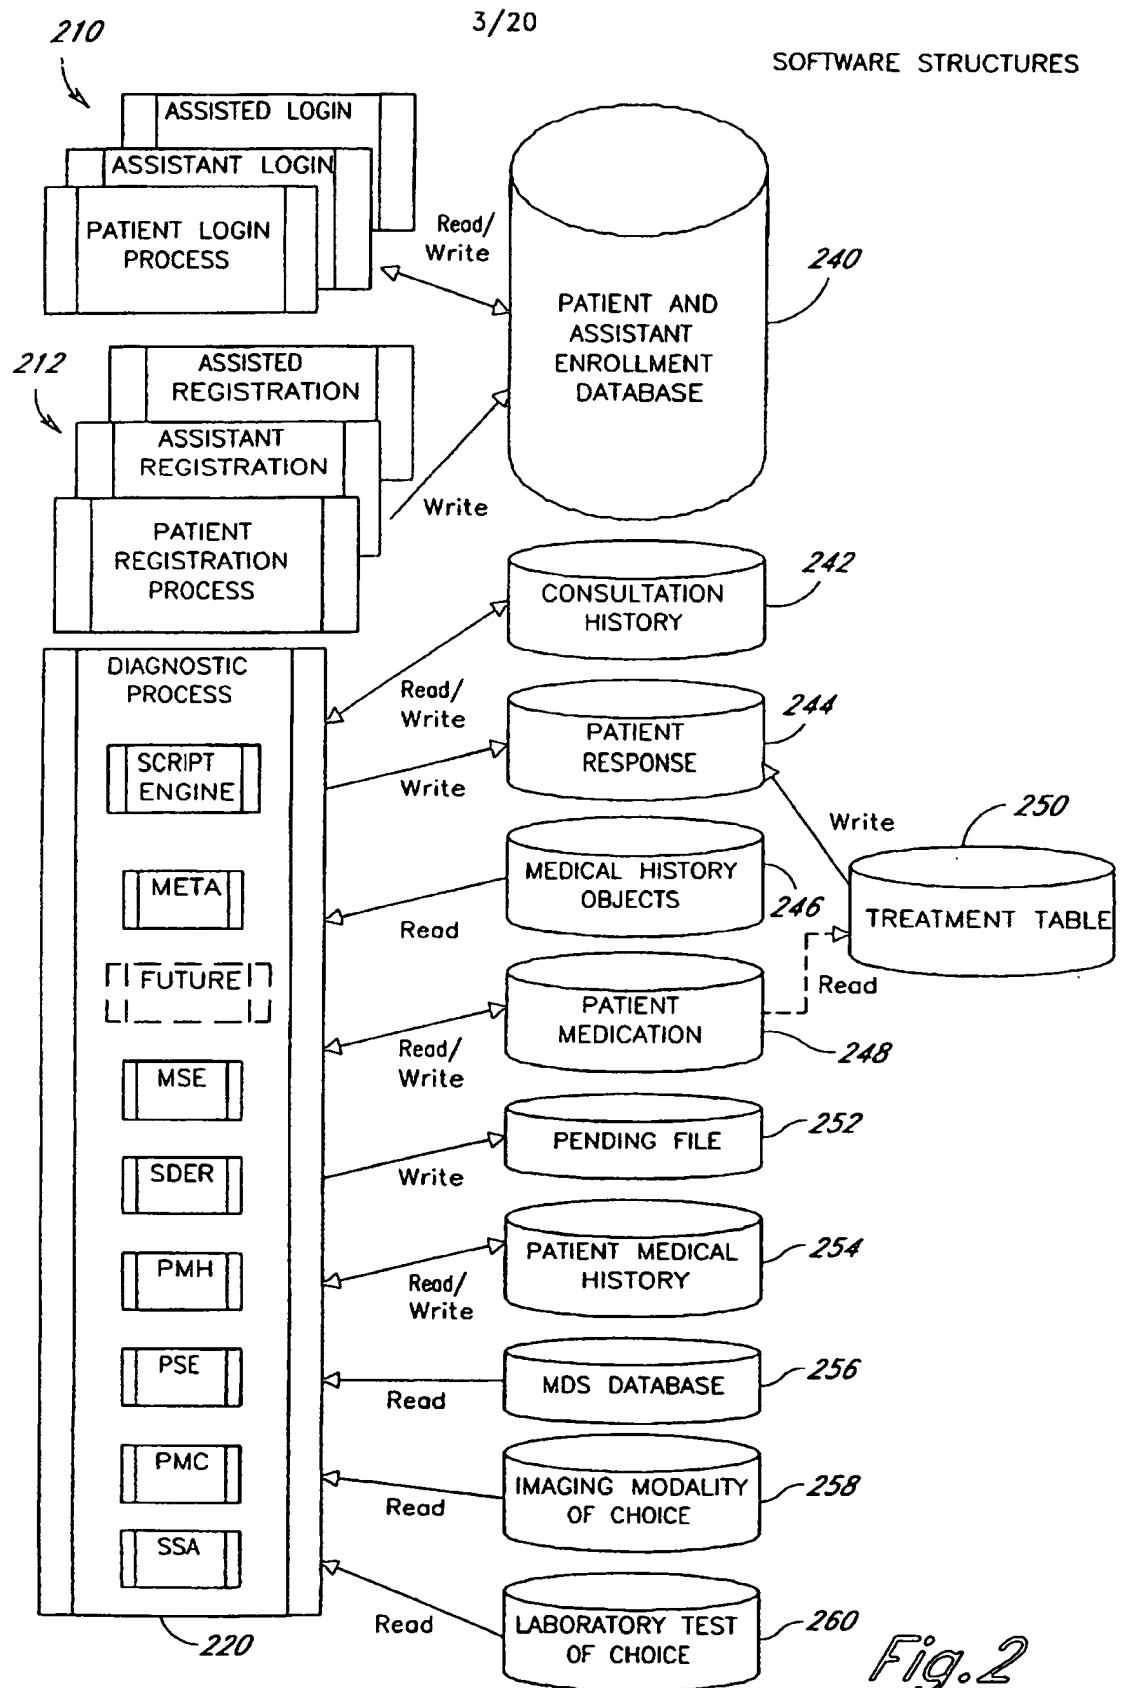 3/20
SOFTWARE STRUCTURES
210
ASSISTED LOGIN
ASSISTANT LOGIN
PATIENT LOGIN
PROCESS
Read/
Write
240
PATIENT AND
ASSISTANT
ENROLLMENT
DATABASE
212
ASSISTED
REGISTRATION
ASSISTANT
REGISTRATION
PATIENT
REGISTRATION
PROCESS
Write
242
CONSULTATION
HISTORY
DIAGNOSTIC
PROCESS
Read/
Write
244
PATIENT
RESPONSE
SCRIPT
ENGINE
Write
Write
250
TREATMENT TABLE
MEDICAL HISTORY
OBJECTS
246
META
Read
FUTURE
Read
PATIENT
MEDICATION
248
Read/
Write
MSE
252
PENDING FILE
SDER
Write
254
PATIENT MEDICAL
HISTORY
PMH
Read/
Write
PSE
MDS DATABASE
256
Read
PMC
IMAGING MODALITY
OF CHOICE
258
Read
SSA
LABORATORY TEST
OF CHOICE
260
Read
220
Fig.2